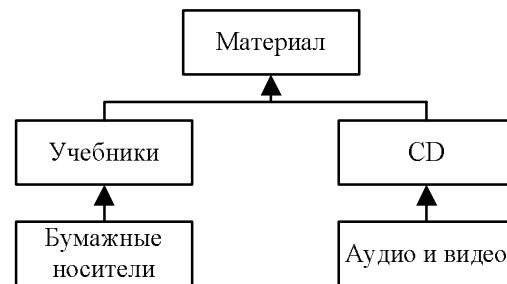 Материал
Учебники
CD
Бумажные
носители
Аудио и видео